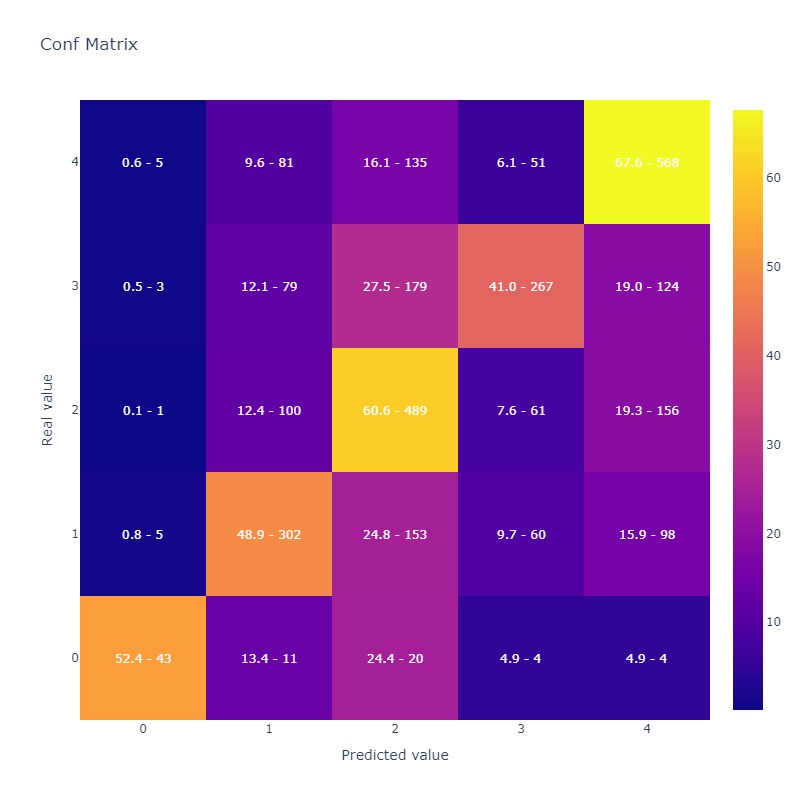 Conf Matrix
4 0.6 - 5 9.6 - 81 16.1 - 135 6.1 - 51 67.6 - 568
3 0.5 - 3 12.1 - 79 27.5 - 179 41.0 - 267 19.0 - 124
2 0.1 - 1 12.4 - 100 60.6 - 489 7.6 - 61 19.3 - 156
1 0.8 - 5 48.9 - 302 24.8 - 153 9.7 - 60 15.9 - 98
0 52.4 - 43 13.4 - 11 24.4 - 20 4.9 - 4 4.9 - 4
0 1 2 3 4
Predicted value
Real value
60
50
40
30
20
10